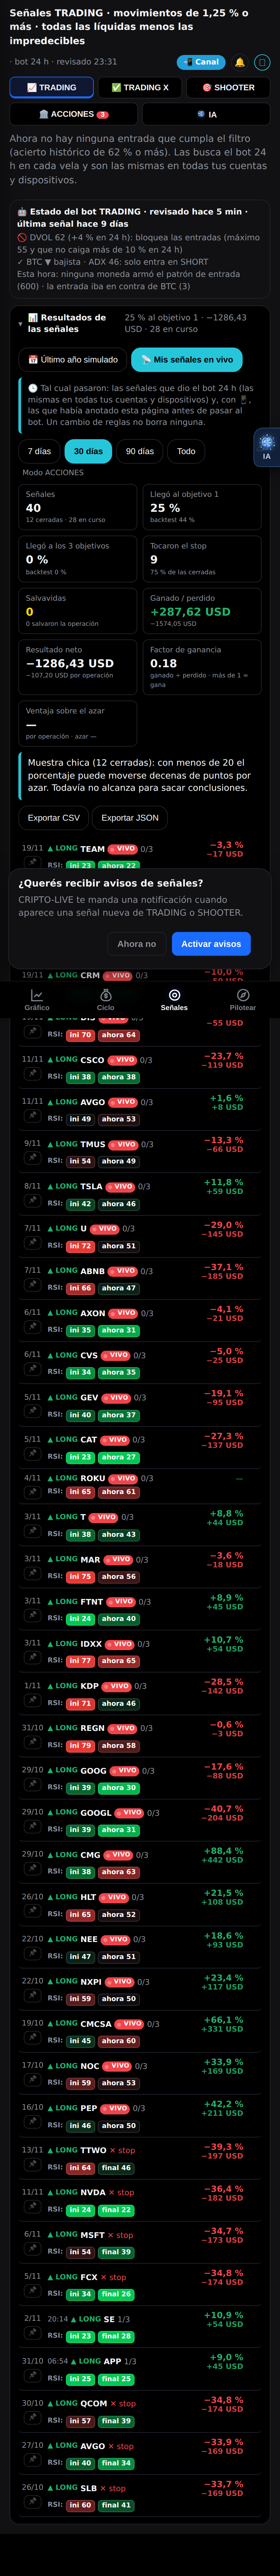 Señales TRADING · movimientos de 1,25 % o
más · todas las líquidas menos las
impredecibles
· bot 24 h · revisado 23:31
📲 Canal
🔔
📈 TRADING
✅ TRADING X
🎯 SHOOTER
🏛️ ACCIONES 3
IA
Ahora no hay ninguna entrada que cumpla el filtro
(acierto histórico de 62 % o más). Las busca el bot 24
h en cada vela y son las mismas en todas tus cuentas
y dispositivos.
🤖 Estado del bot TRADING · revisado hace 5 min ·
última señal hace 9 días
🚫 DVOL 62 (+4 % en 24 h): bloquea las entradas (máximo
55 y que no caiga más de 10 % en 24 h)
✓ BTC ▼ bajista · ADX 46: solo entra en SHORT
Esta hora: ninguna moneda armó el patrón de entrada
(600) · la entrada iba en contra de BTC (3)
▼ 📊 Resultados de
las señales
25 % al objetivo 1 · −1286,43
USD · 28 en curso
📅 Último año simulado
📡 Mis señales en vivo
🕒 Tal cual pasaron: las señales que dio el bot 24 h (las
mismas en todas tus cuentas y dispositivos) y, con 📱,
las que había anotado esta página antes de pasar al
bot. Un cambio de reglas no borra ninguna.
IA
7 días
30 días
90 días
Todo
Modo ACCIONES
Señales
40
12 cerradas · 28 en curso
Llegó al objetivo 1
25 %
backtest 44 %
Llegó a los 3 objetivos
0 %
backtest 0 %
Tocaron el stop
9
75 % de las cerradas
Salvavidas
0
0 salvaron la operación
Ganado / perdido
+287,62 USD
−1574,05 USD
Resultado neto
−1286,43 USD
−107,20 USD por operación
Factor de ganancia
0.18
ganado ÷ perdido · más de 1 =
gana
Ventaja sobre el azar
—
por operación · azar —
Muestra chica (12 cerradas): con menos de 20 el
porcentaje puede moverse decenas de puntos por
azar. Todavía no alcanza para sacar conclusiones.
Exportar CSV
Exportar JSON
19/11 ▲ LONG TEAM VIVO 0/3 −3,3 %
RSI: ini 23 ahora 22 −17 USD
¿Querés recibir avisos de señales?
CRIPTO-LIVE te manda una notificación cuando
aparece una señal nueva de TRADING o SHOOTER.
Ahora no
Activar avisos
19/11 ▲ LONG CRM VIVO 0/3 −10,0 %
Gráfico
Ciclo
Señales
Pilotear
RSI: ini 70 ahora 64 −55 USD
11/11 ▲ LONG CSCO VIVO 0/3 −23,7 %
RSI: ini 38 ahora 38 −119 USD
11/11 ▲ LONG AVGO VIVO 0/3 +1,6 %
RSI: ini 49 ahora 53 +8 USD
9/11 ▲ LONG TMUS VIVO 0/3 −13,3 %
RSI: ini 54 ahora 49 −66 USD
8/11 ▲ LONG TSLA VIVO 0/3 +11,8 %
RSI: ini 42 ahora 46 +59 USD
7/11 ▲ LONG U VIVO 0/3 −29,0 %
RSI: ini 72 ahora 51 −145 USD
7/11 ▲ LONG ABNB VIVO 0/3 −37,1 %
RSI: ini 66 ahora 47 −185 USD
6/11 ▲ LONG AXON VIVO 0/3 −4,1 %
RSI: ini 35 ahora 31 −21 USD
6/11 ▲ LONG CVS VIVO 0/3 −5,0 %
RSI: ini 34 ahora 35 −25 USD
5/11 ▲ LONG GEV VIVO 0/3 −19,1 %
RSI: ini 40 ahora 37 −95 USD
5/11 ▲ LONG CAT VIVO 0/3 −27,3 %
RSI: ini 23 ahora 27 −137 USD
4/11 ▲ LONG ROKU VIVO 0/3 —
RSI: ini 65 ahora 61
3/11 ▲ LONG T VIVO 0/3 +8,8 %
RSI: ini 38 ahora 43 +44 USD
3/11 ▲ LONG MAR VIVO 0/3 −3,6 %
RSI: ini 75 ahora 56 −18 USD
3/11 ▲ LONG FTNT VIVO 0/3 +8,9 %
RSI: ini 24 ahora 40 +45 USD
3/11 ▲ LONG IDXX VIVO 0/3 +10,7 %
RSI: ini 77 ahora 65 +54 USD
1/11 ▲ LONG KDP VIVO 0/3 −28,5 %
RSI: ini 71 ahora 46 −142 USD
31/10 ▲ LONG REGN VIVO 0/3 −0,6 %
RSI: ini 79 ahora 58 −3 USD
29/10 ▲ LONG GOOG VIVO 0/3 −17,6 %
RSI: ini 39 ahora 30 −88 USD
29/10 ▲ LONG GOOGL VIVO 0/3 −40,7 %
RSI: ini 39 ahora 31 −204 USD
29/10 ▲ LONG CMG VIVO 0/3 +88,4 %
RSI: ini 38 ahora 63 +442 USD
26/10 ▲ LONG HLT VIVO 0/3 +21,5 %
RSI: ini 65 ahora 52 +108 USD
22/10 ▲ LONG NEE VIVO 0/3 +18,6 %
RSI: ini 47 ahora 51 +93 USD
22/10 ▲ LONG NXPI VIVO 0/3 +23,4 %
RSI: ini 59 ahora 50 +117 USD
19/10 ▲ LONG CMCSA VIVO 0/3 +66,1 %
RSI: ini 45 ahora 60 +331 USD
17/10 ▲ LONG NOC VIVO 0/3 +33,9 %
RSI: ini 59 ahora 53 +169 USD
16/10 ▲ LONG PEP VIVO 0/3 +42,2 %
RSI: ini 46 ahora 50 +211 USD
13/11 ▲ LONG TTWO ✕ stop −39,3 %
RSI: ini 64 final 46 −197 USD
11/11 ▲ LONG NVDA ✕ stop −36,4 %
RSI: ini 24 final 22 −182 USD
6/11 ▲ LONG MSFT ✕ stop −34,7 %
RSI: ini 54 final 39 −173 USD
5/11 ▲ LONG FCX ✕ stop −34,8 %
RSI: ini 34 final 26 −174 USD
2/11 20:14 ▲ LONG SE 1/3 +10,9 %
RSI: ini 23 final 28 +54 USD
31/10 06:54 ▲ LONG APP 1/3 +9,0 %
RSI: ini 25 final 25 +45 USD
30/10 ▲ LONG QCOM ✕ stop −34,8 %
RSI: ini 57 final 39 −174 USD
27/10 ▲ LONG AVGO ✕ stop −33,9 %
RSI: ini 40 final 34 −169 USD
26/10 ▲ LONG SLB ✕ stop −33,7 %
RSI: ini 60 final 41 −169 USD